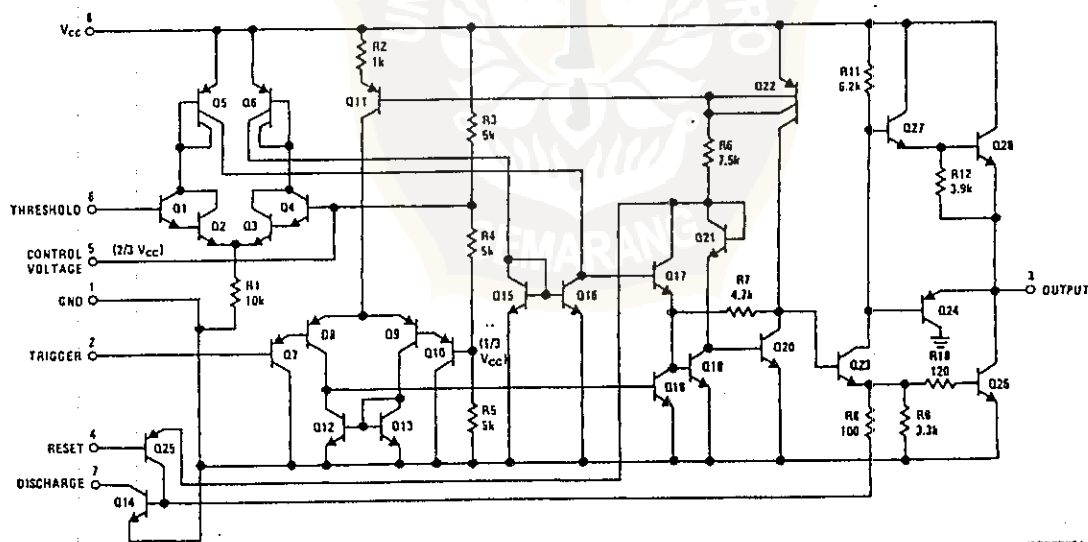 8
VCC
R2
1k
Q5
Q6
Q11
Q22
R11
6.2k
R3
5k
R6
7.5k
Q27
Q28
R12
3.9k
THRESHOLD
6
Q1
Q2
Q3
Q4
SEMARANG
CONTROL
VOLTAGE
5
(2/3 VCC)
R4
5k
Q21
Q17
R7
4.7k
GND
1
R1
10k
Q15
Q16
3
OUTPUT
Q24
TRIGGER
2
Q7
Q8
Q9
Q10
(1/3
VCC)
Q18
Q18
Q20
Q23
R10
120
Q26
Q12
Q13
R5
5k
R8
100
R6
3.3k
RESET
4
Q25
DISCHARGE
7
Q14